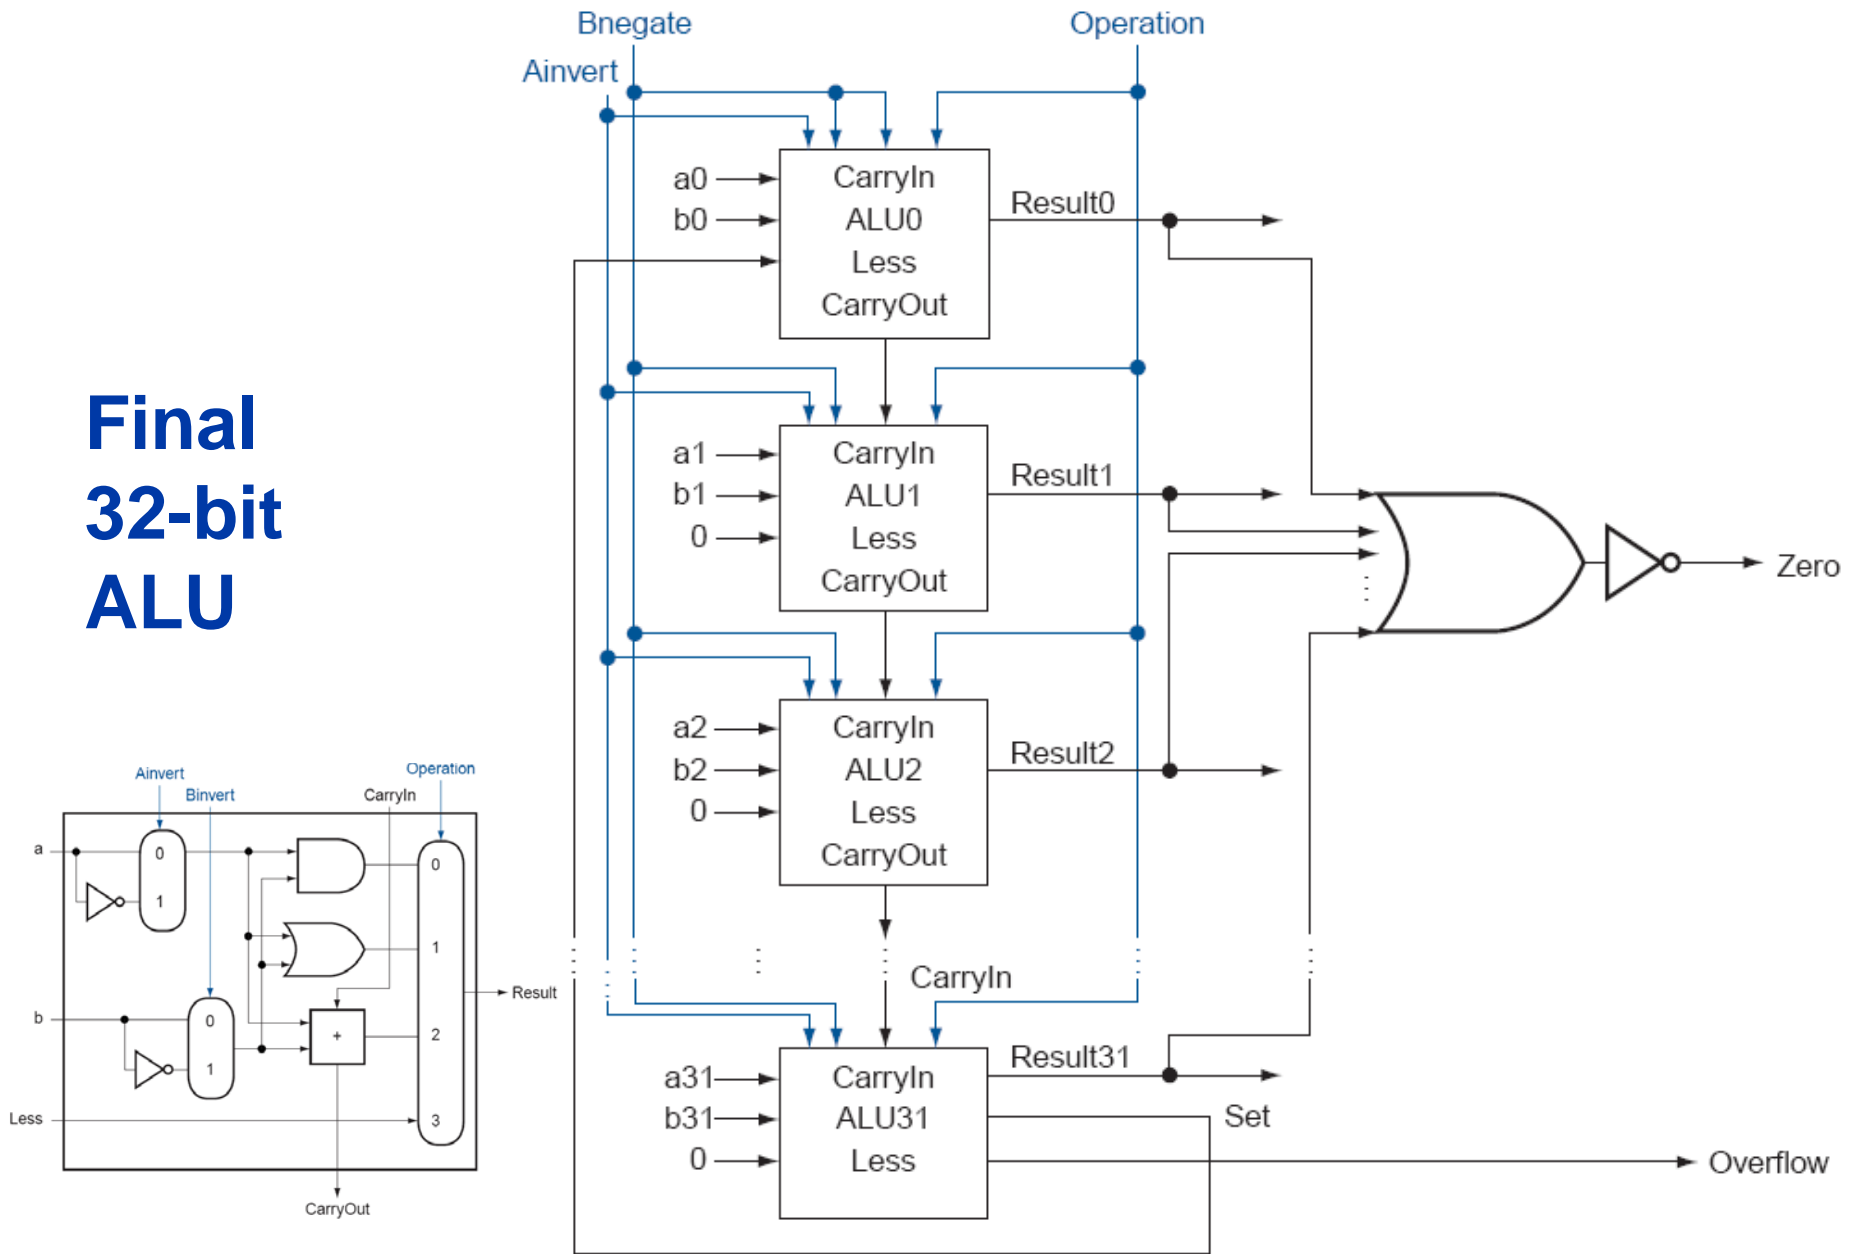 Bnegate
Operation
Ainvert
a0
b0
CarryIn
ALU0
Less
CarryOut
Result0
a1
b1
0
CarryIn
ALU1
Less
CarryOut
Result1
Final
32-bit
ALU
Zero
a2
b2
0
CarryIn
ALU2
Less
CarryOut
Result2
CarryIn
a31
b31
0
CarryIn
ALU31
Less
Result31
Set
Overflow
Ainvert
Binvert
CarryIn
Operation
a
0
1
b
0
1
+
0
1
2
3
Result
Less
CarryOut